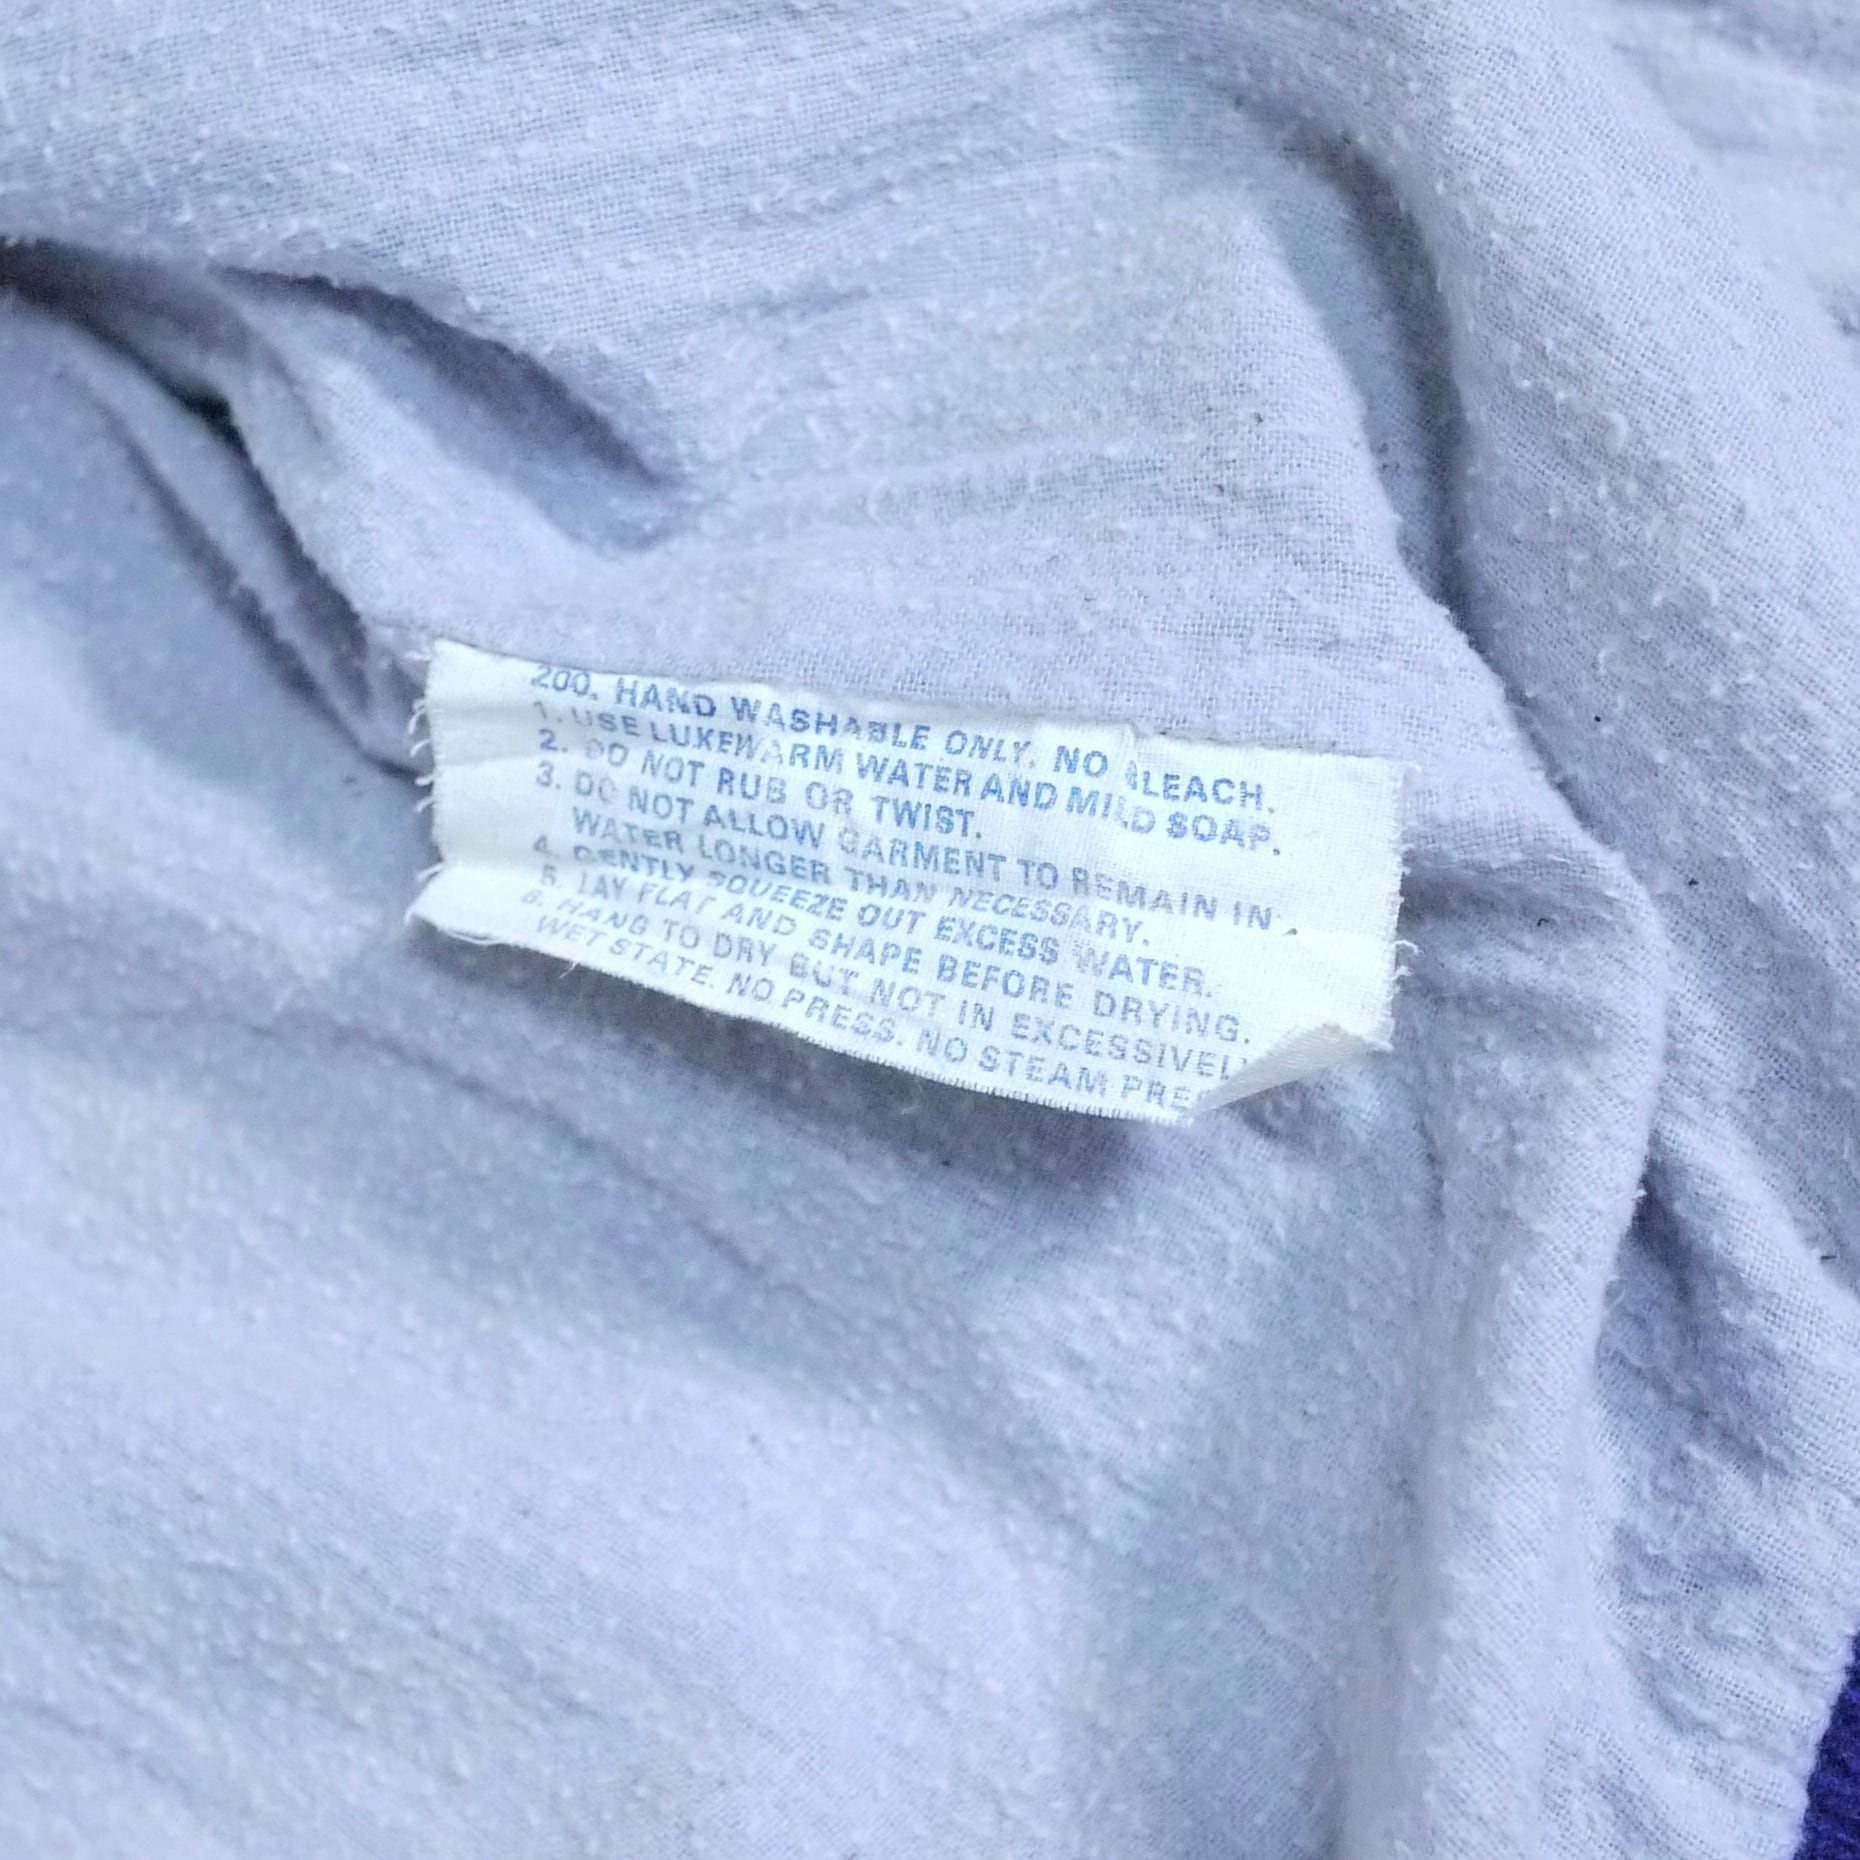 200. HAND WASHABLE ONLY. NO BLEACH.
1. USE LUKEWARM WATER AND MILD SOAP.
2. DO NOT RUB OR TWIST.
3. DO NOT ALLOW GARMENT TO REMAIN IN
WATER LONGER THAN NECESSARY.
4. GENTLY SQUEEZE OUT EXCESS WATER.
5. LAY FLAT AND SHAPE BEFORE DRYING.
6. HANG TO DRY BUT NOT IN EXCESSIVEL
WET STATE. NO PRESS. NO STEAM PRE